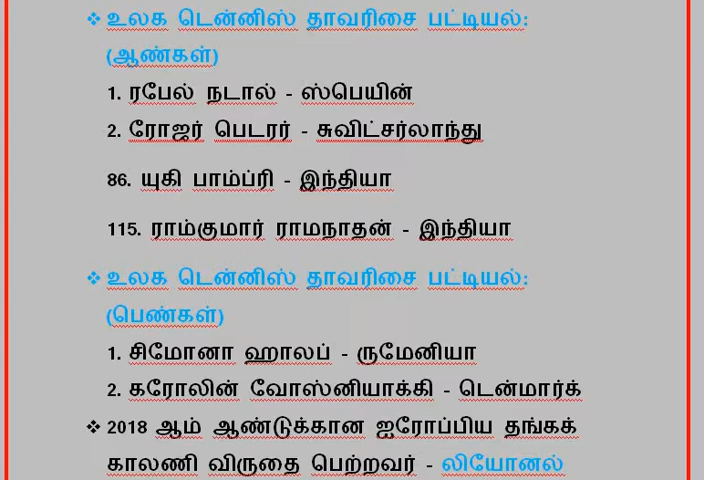 ❖ உலக டென்னிஸ் தாவரிசை பட்டியல்:
(ஆண்கள்)
1. ரபேல் நடால் - ஸ்பெயின்
2. ரோஜர் பெடரர் - சுவிட்சர்லாந்து
86. யுகி பாம்ப்ரி - இந்தியா
115. ராம்குமார் ராமநாதன் - இந்தியா
❖ உலக டென்னிஸ் தாவரிசை பட்டியல்:
(பெண்கள்)
1. சிமோனா ஹாலப் - ருமேனியா
2. கரோலின் வோஸ்னியாக்கி - டென்மார்க்
❖ 2018 ஆம் ஆண்டுக்கான ஐரோப்பிய தங்கக்
காலணி விருதை பெற்றவர் - லியோனல்